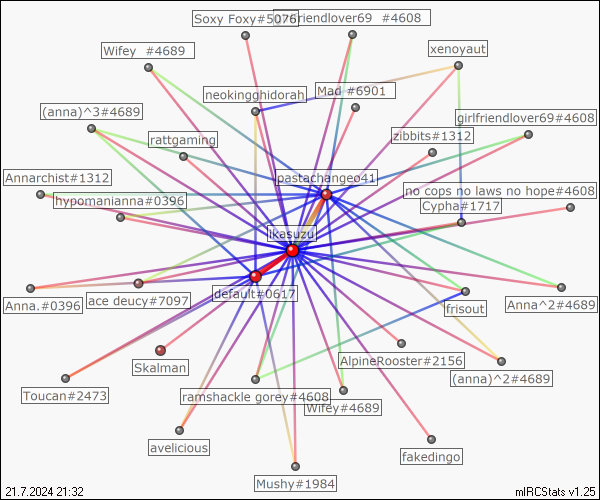 Soxy Foxy#5076
girlfriendlover69  #4608
Wifey  #4689
xenoyaut
neokingghidorah
Mad #6901
(anna)^3#4689
girlfriendlover69#4608
rattgaming
zibbits#1312
Annarchist#1312
pastachangeo41
no cops no laws no hope#4608
hypomanianna#0396
Cypha#1717
ikasuzu
default#0617
Anna.#0396
ace deucy#7097
frisout
Anna^2#4689
Skalman
AlpineRooster#2156
(anna)^2#4689
Toucan#2473
ramshackle gorey#4608
Wifey#4689
avelicious
fakedingo
Mushy#1984
21.7.2024 21:32
mIRCStats v1.25